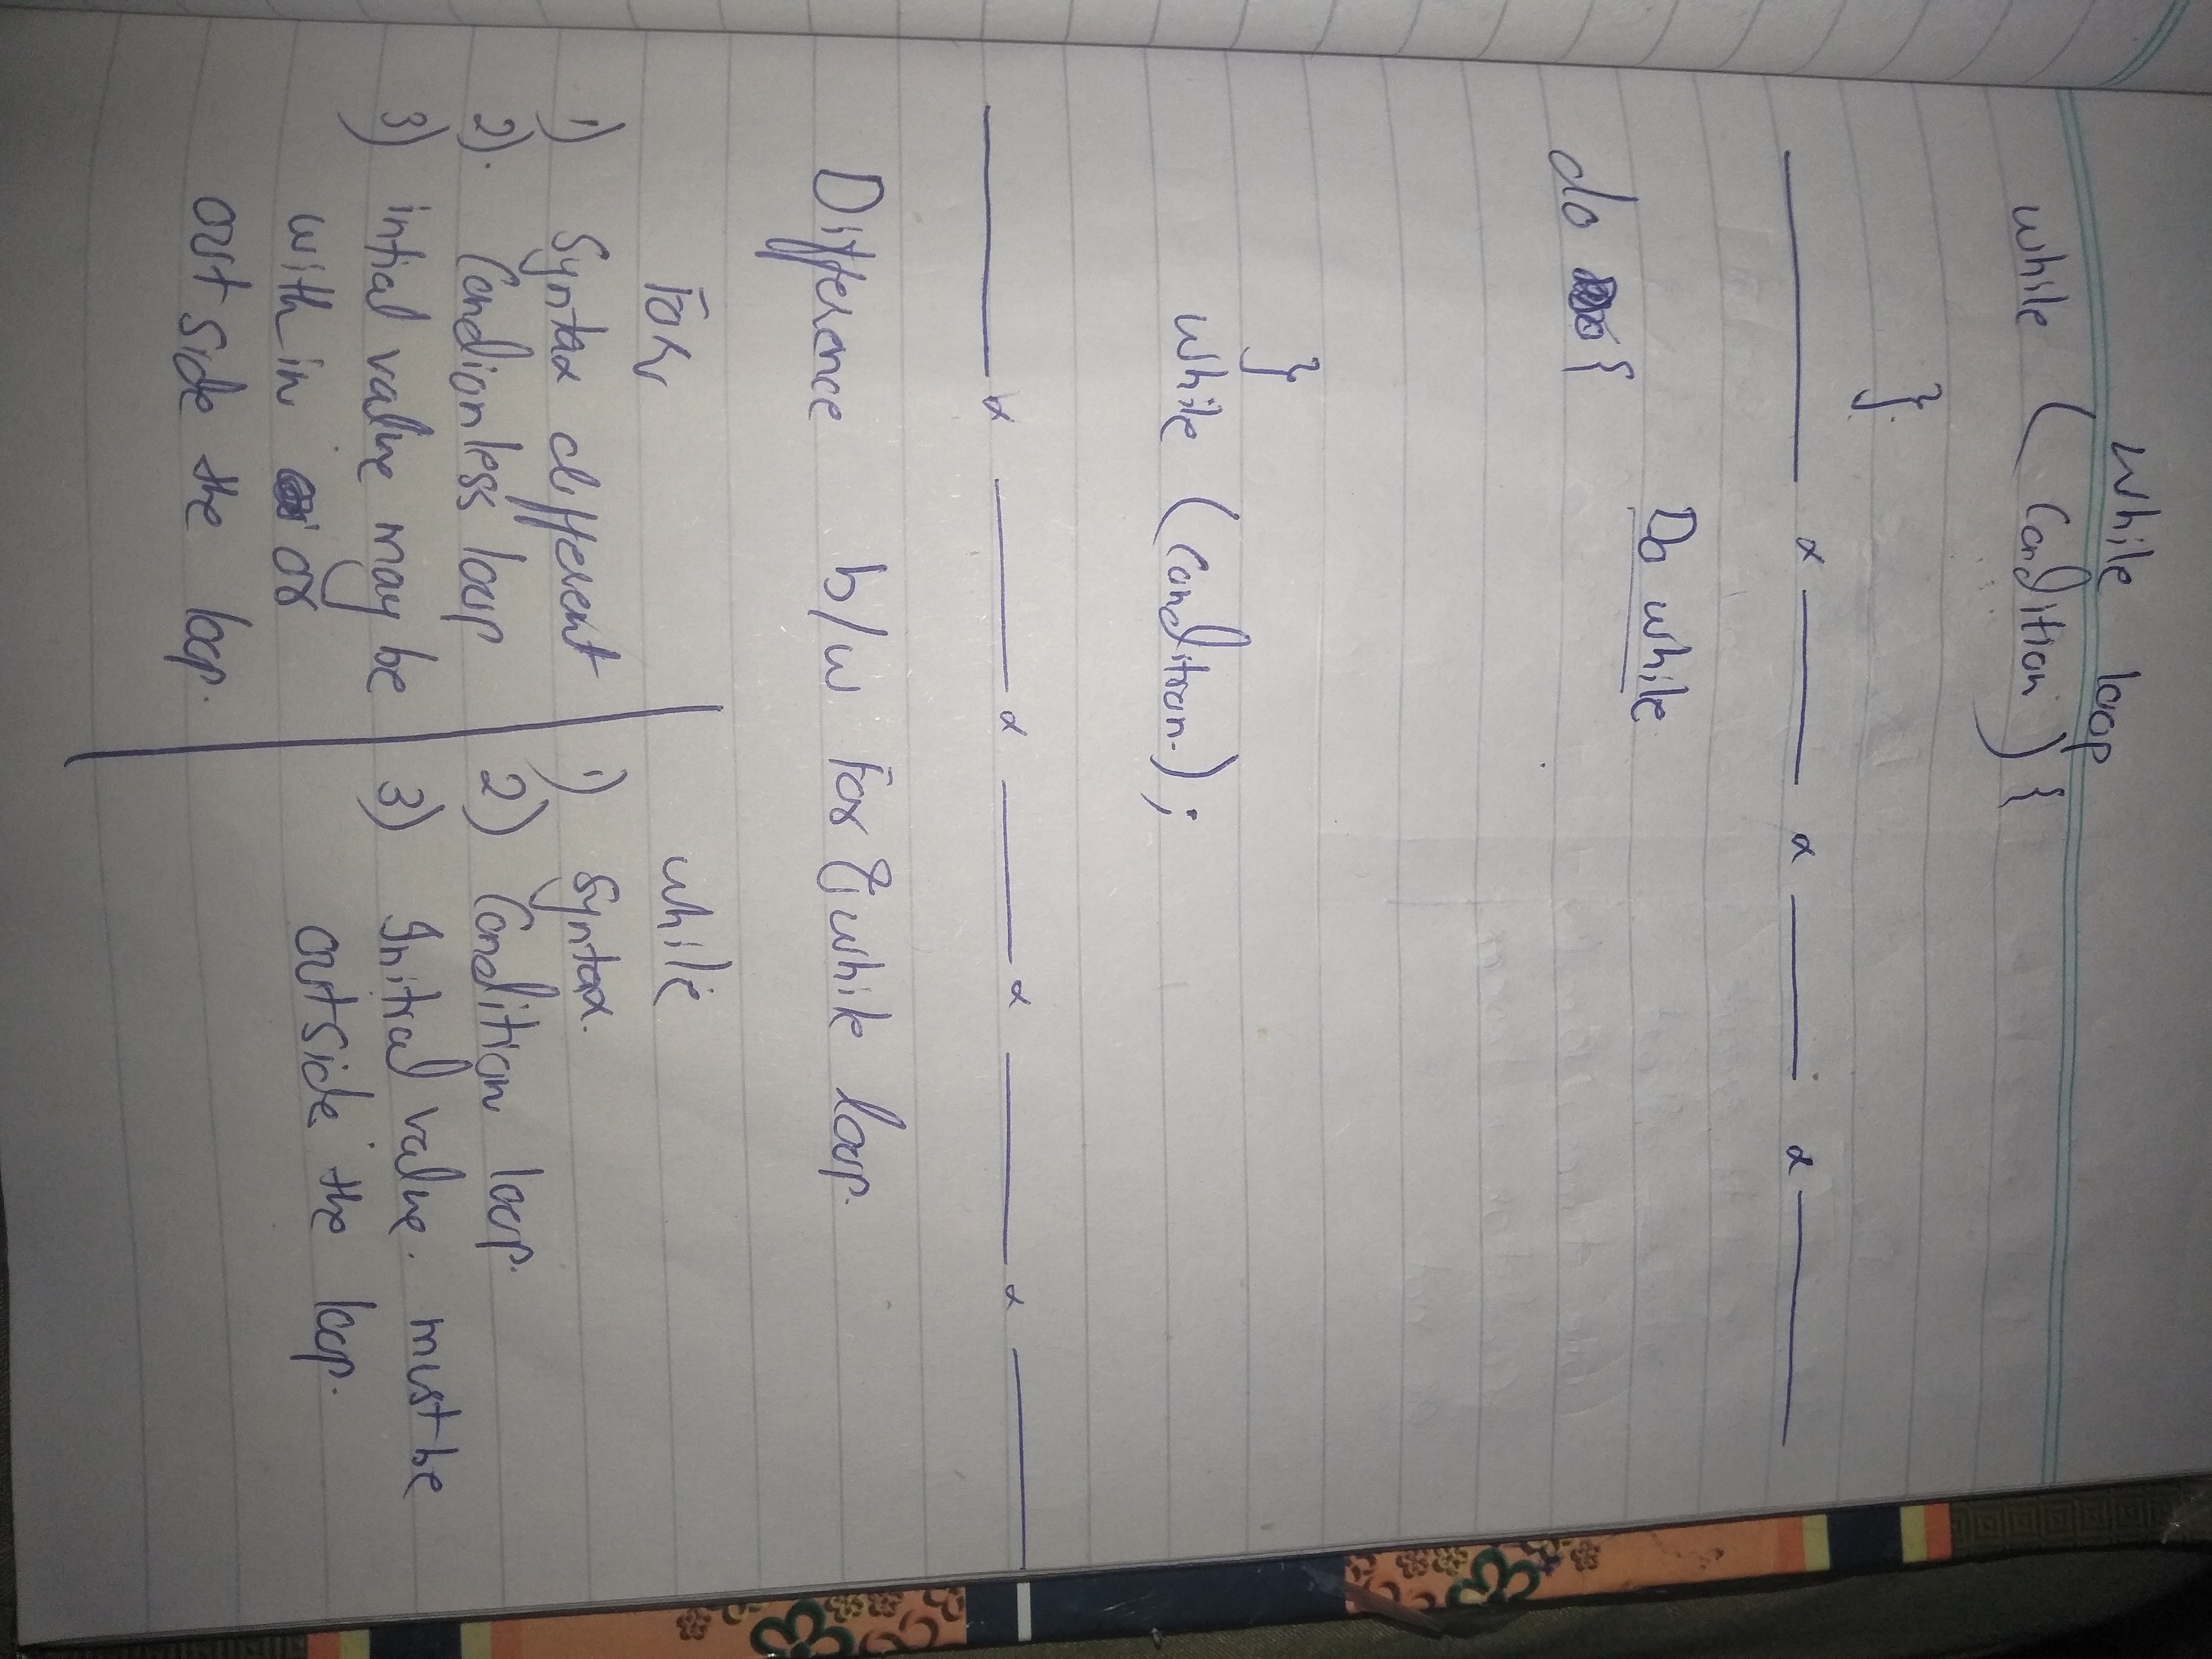 While loop
while ( Condition ) {
}
α α α
Do while
do {
}
while (Condition.);
α α α α
Difference b/w For & while loop.
For
1) Syntax different
2). Condionless loop
3) intial value may be
with in or
out side the loop.
while
1) Syntax.
2) Condition loop.
3) Initial value. must be
outside the loop.